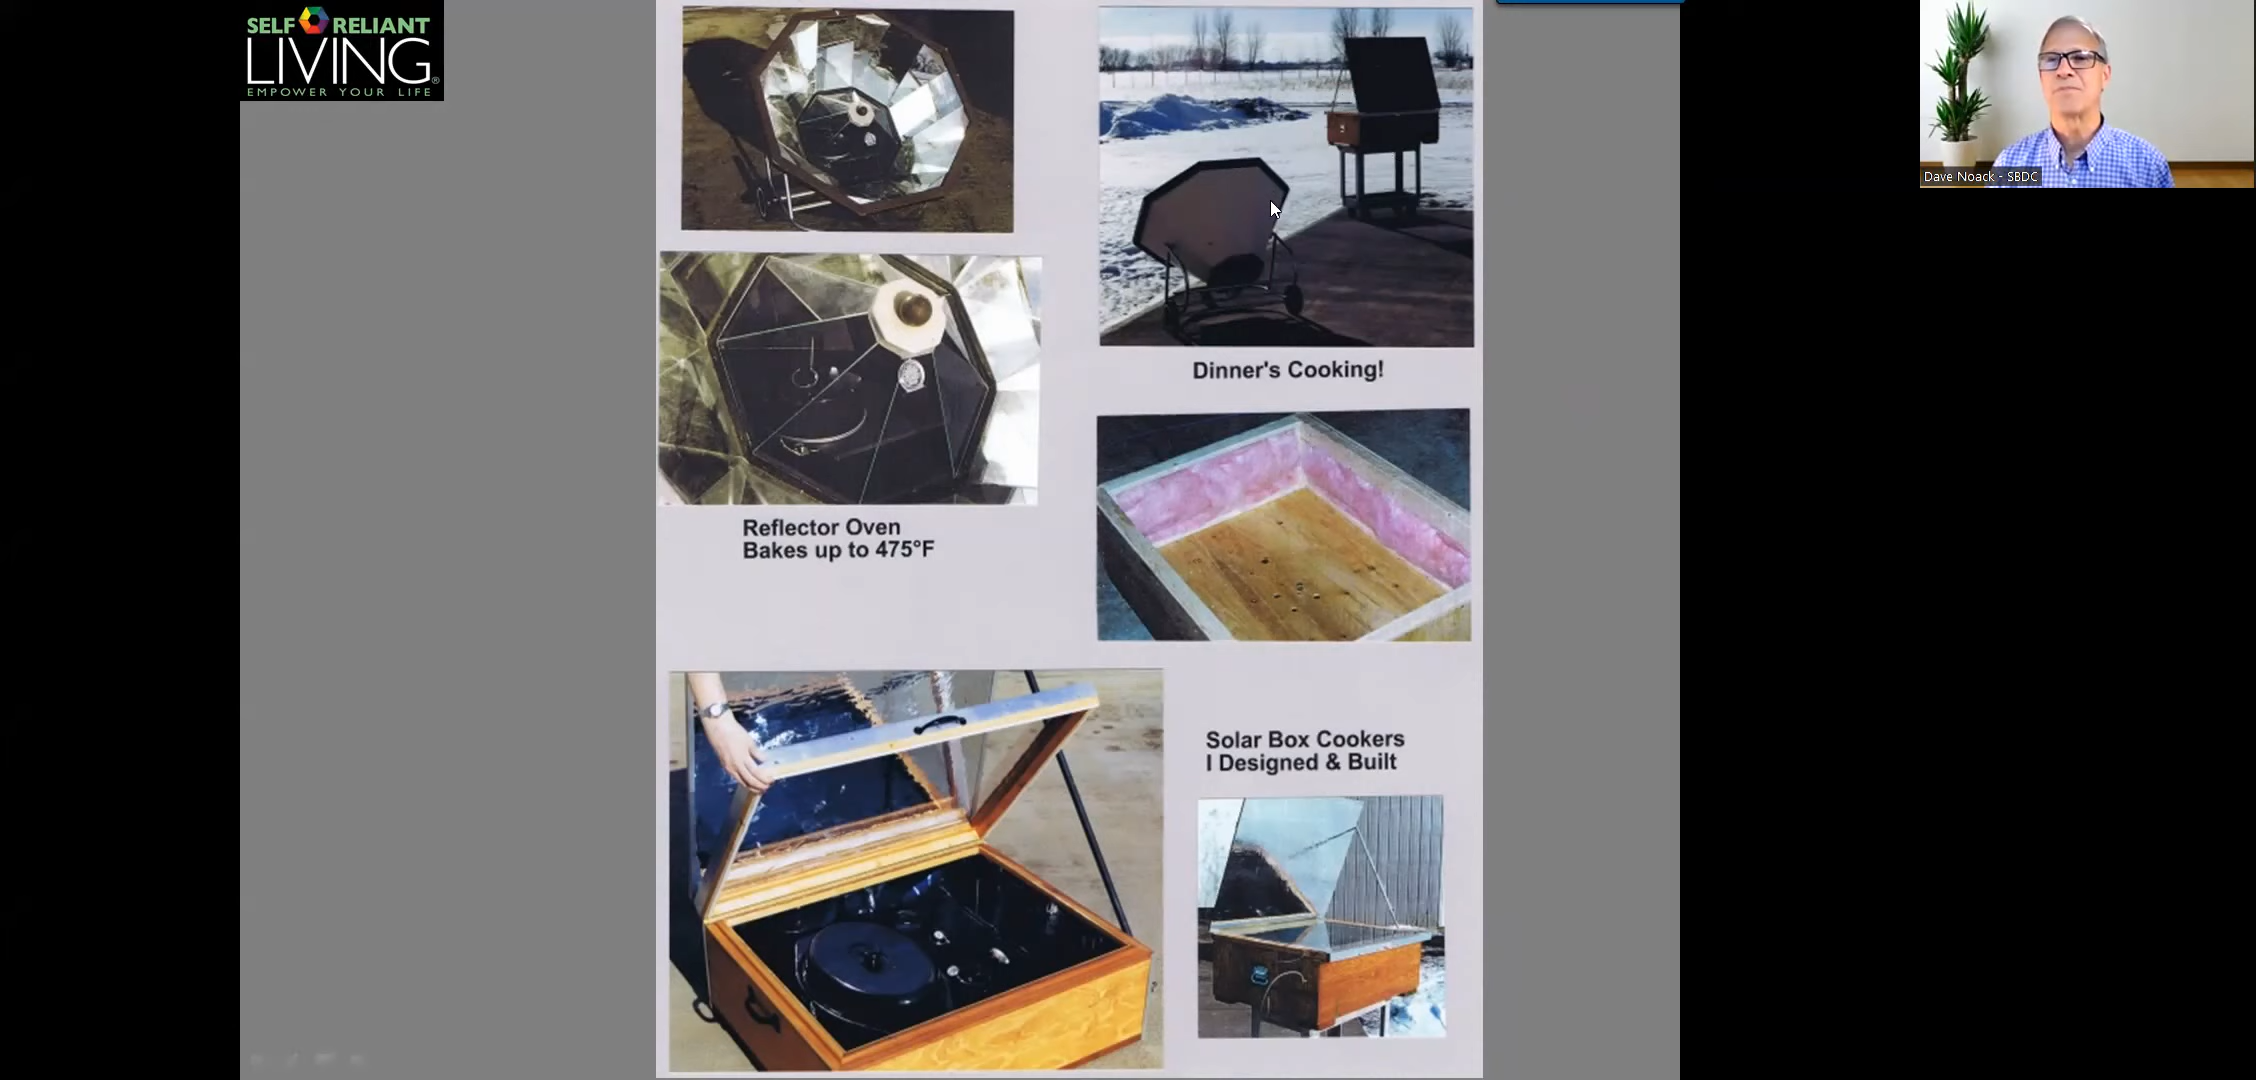 SELF RELIANT
LIVING®
EMPOWER YOUR LIFE
Dave Noack - SBDC
Dinner's Cooking!
Reflector Oven
Bakes up to 475°F
Solar Box Cookers
I Designed & Built